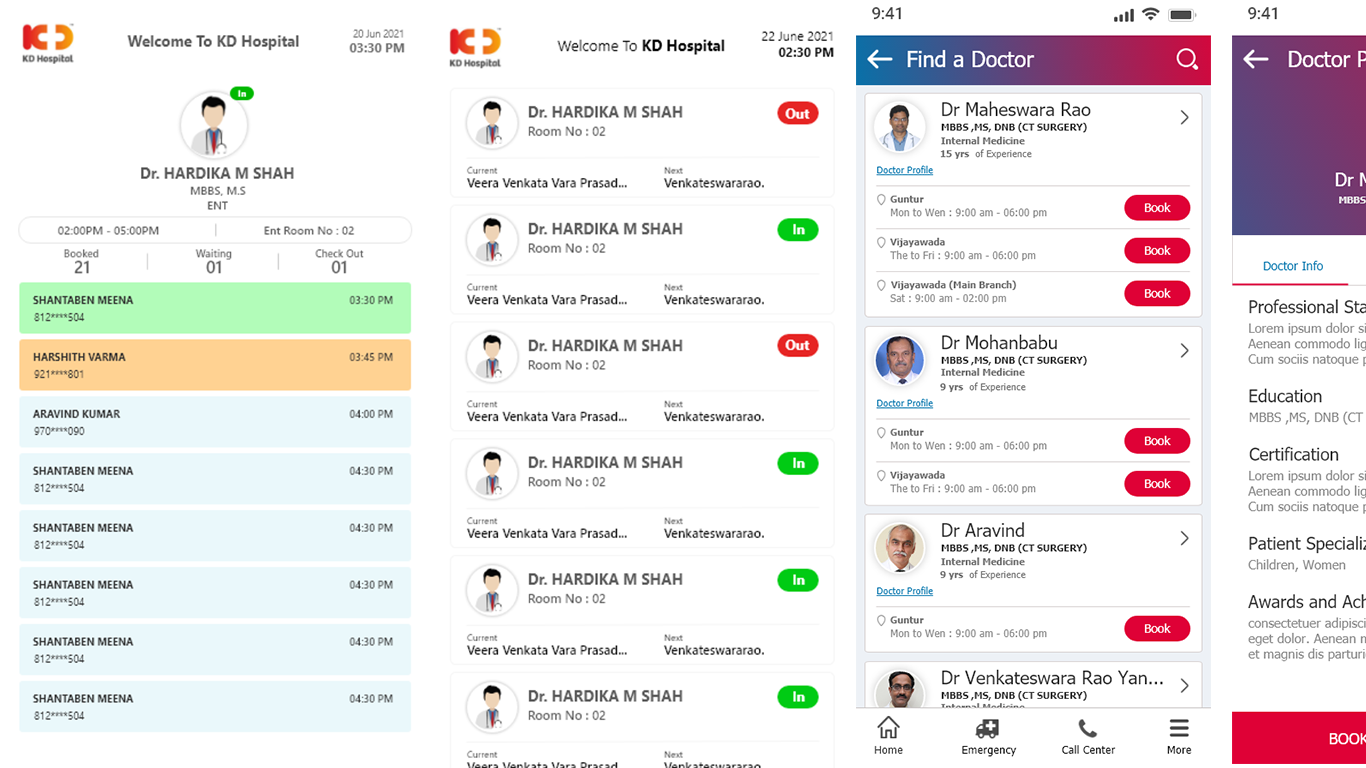 KD
KD Hospital
Welcome To KD Hospital
20 Jun 2021
03:30 PM
In
Dr. HARDIKA M SHAH
MBBS, M.S
ENT
02:00PM - 05:00PM
Ent Room No : 02
Booked
21
Waiting
01
Check Out
01
SHANTABEN MEENA 03:30 PM
812****504
HARSHITH VARMA 03:45 PM
921****801
ARAVIND KUMAR 04:00 PM
970****090
SHANTABEN MEENA 04:30 PM
812****504
SHANTABEN MEENA 04:30 PM
812****504
SHANTABEN MEENA 04:30 PM
812****504
SHANTABEN MEENA 04:30 PM
812****504
SHANTABEN MEENA 04:30 PM
812****504
KD
KD Hospital
Welcome To KD Hospital
22 June 2021
02:30 PM
Dr. HARDIKA M SHAH Out
Room No : 02
Current Next
Veera Venkata Vara Prasad... Venkateswararao.
Dr. HARDIKA M SHAH In
Room No : 02
Current Next
Veera Venkata Vara Prasad... Venkateswararao.
Dr. HARDIKA M SHAH Out
Room No : 02
Current Next
Veera Venkata Vara Prasad... Venkateswararao.
Dr. HARDIKA M SHAH In
Room No : 02
Current Next
Veera Venkata Vara Prasad... Venkateswararao.
Dr. HARDIKA M SHAH In
Room No : 02
Current Next
Veera Venkata Vara Prasad... Venkateswararao.
Dr. HARDIKA M SHAH In
Room No : 02
Current Next
Veera Venkata Vara Prasad... Venkateswararao.
9:41
Find a Doctor
Dr Maheswara Rao
MBBS ,MS, DNB (CT SURGERY)
Internal Medicine
15 yrs of Experience
Doctor Profile
Guntur
Mon to Wen : 9:00 am - 06:00 pm
Book
Vijayawada
The to Fri : 9:00 am - 06:00 pm
Book
Vijayawada (Main Branch)
Sat : 9:00 am - 02:00 pm
Book
Dr Mohanbabu
MBBS ,MS, DNB (CT SURGERY)
Internal Medicine
9 yrs of Experience
Doctor Profile
Guntur
Mon to Wen : 9:00 am - 06:00 pm
Book
Vijayawada
The to Fri : 9:00 am - 06:00 pm
Book
Dr Aravind
MBBS ,MS, DNB (CT SURGERY)
Internal Medicine
9 yrs of Experience
Doctor Profile
Guntur
Mon to Wen : 9:00 am - 06:00 pm
Book
Dr Venkateswara Rao Yan...
MBBS ,MS, DNB (CT SURGERY)
Internal Medicine
Home
Emergency
Call Center
More
9:41
Doctor P
Dr M
MBBS
Doctor Info
Professional Sta
Lorem ipsum dolor si
Aenean commodo lig
Cum sociis natoque p
Education
MBBS ,MS, DNB (CT
Certification
Lorem ipsum dolor si
Aenean commodo lig
Cum sociis natoque p
Patient Specializ
Children, Women
Awards and Ach
consectetuer adipisci
eget dolor. Aenean m
et magnis dis parturie
BOOK